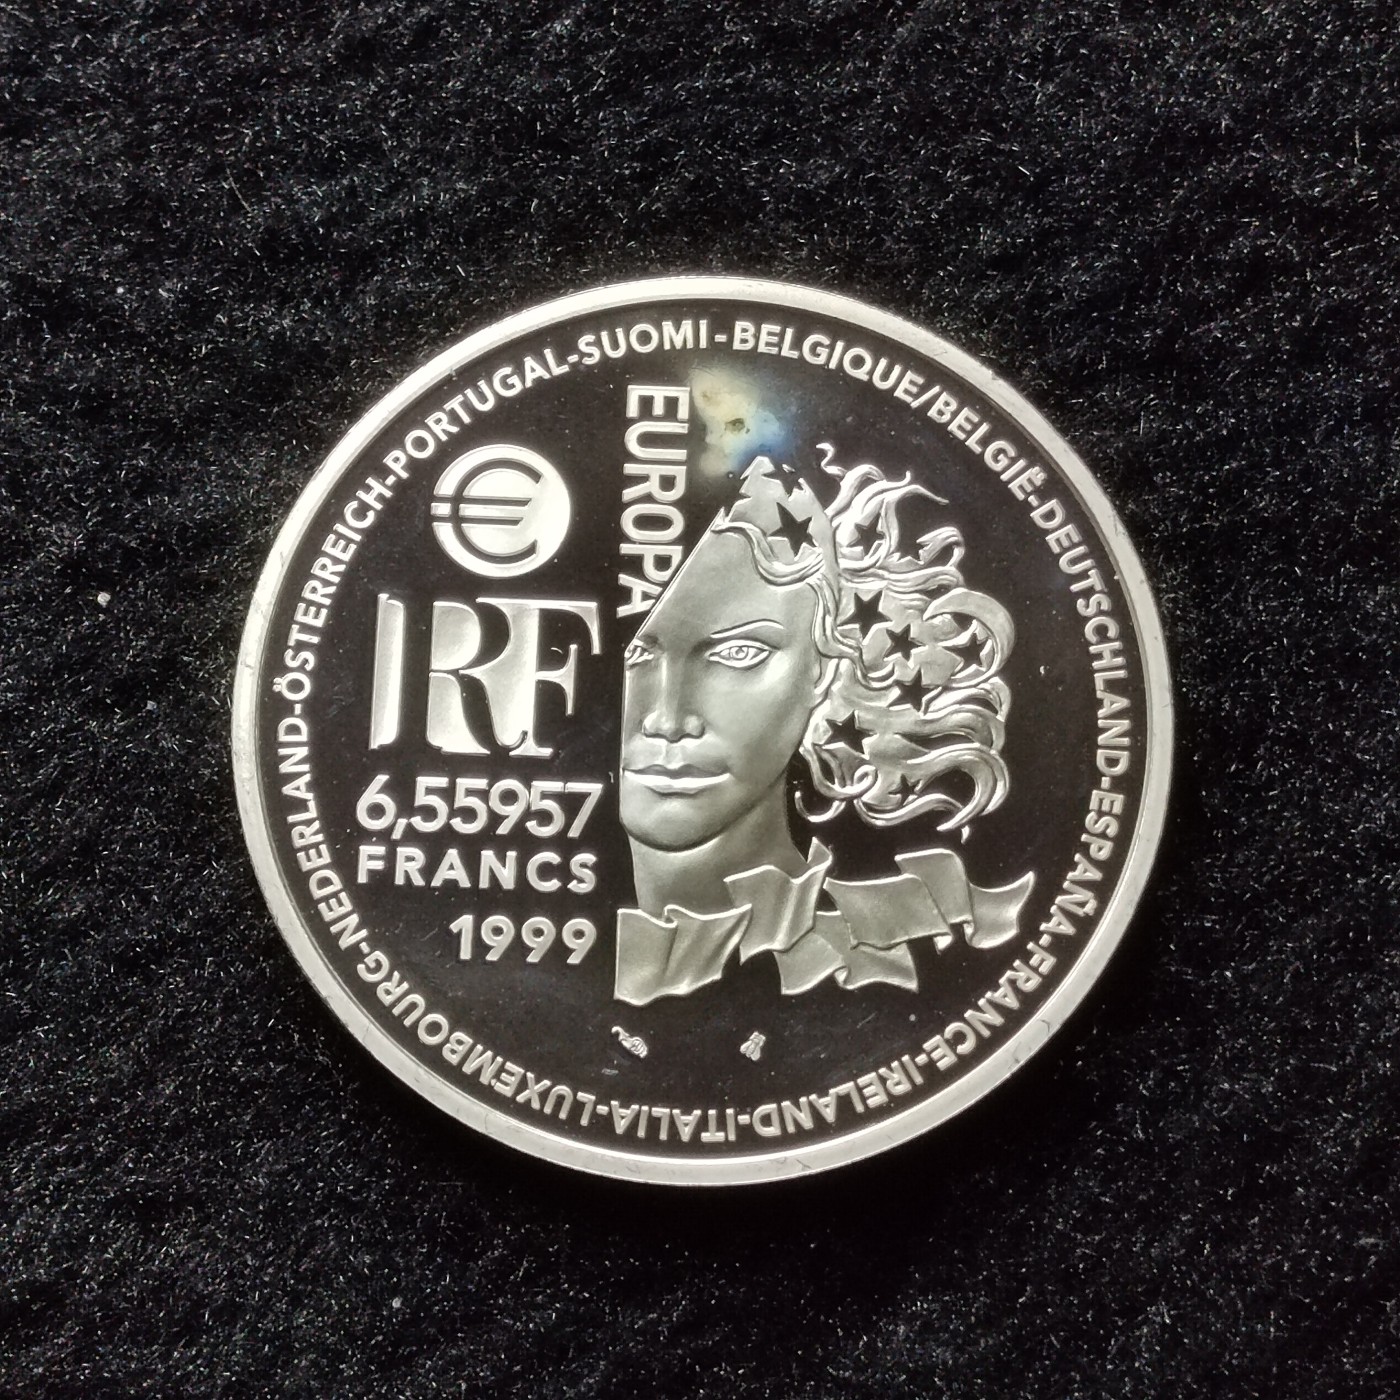 BELGIQUE/BELGIË-DEUTSCHLAND-ESPAÑA-FRANCE-IRELAND-ITALIA-LUXEMBOURG-NEDERLAND-ÖSTERREICH-PORTUGAL-SUOMI-
EUROPA
RF
6,55957
FRANCS
1999